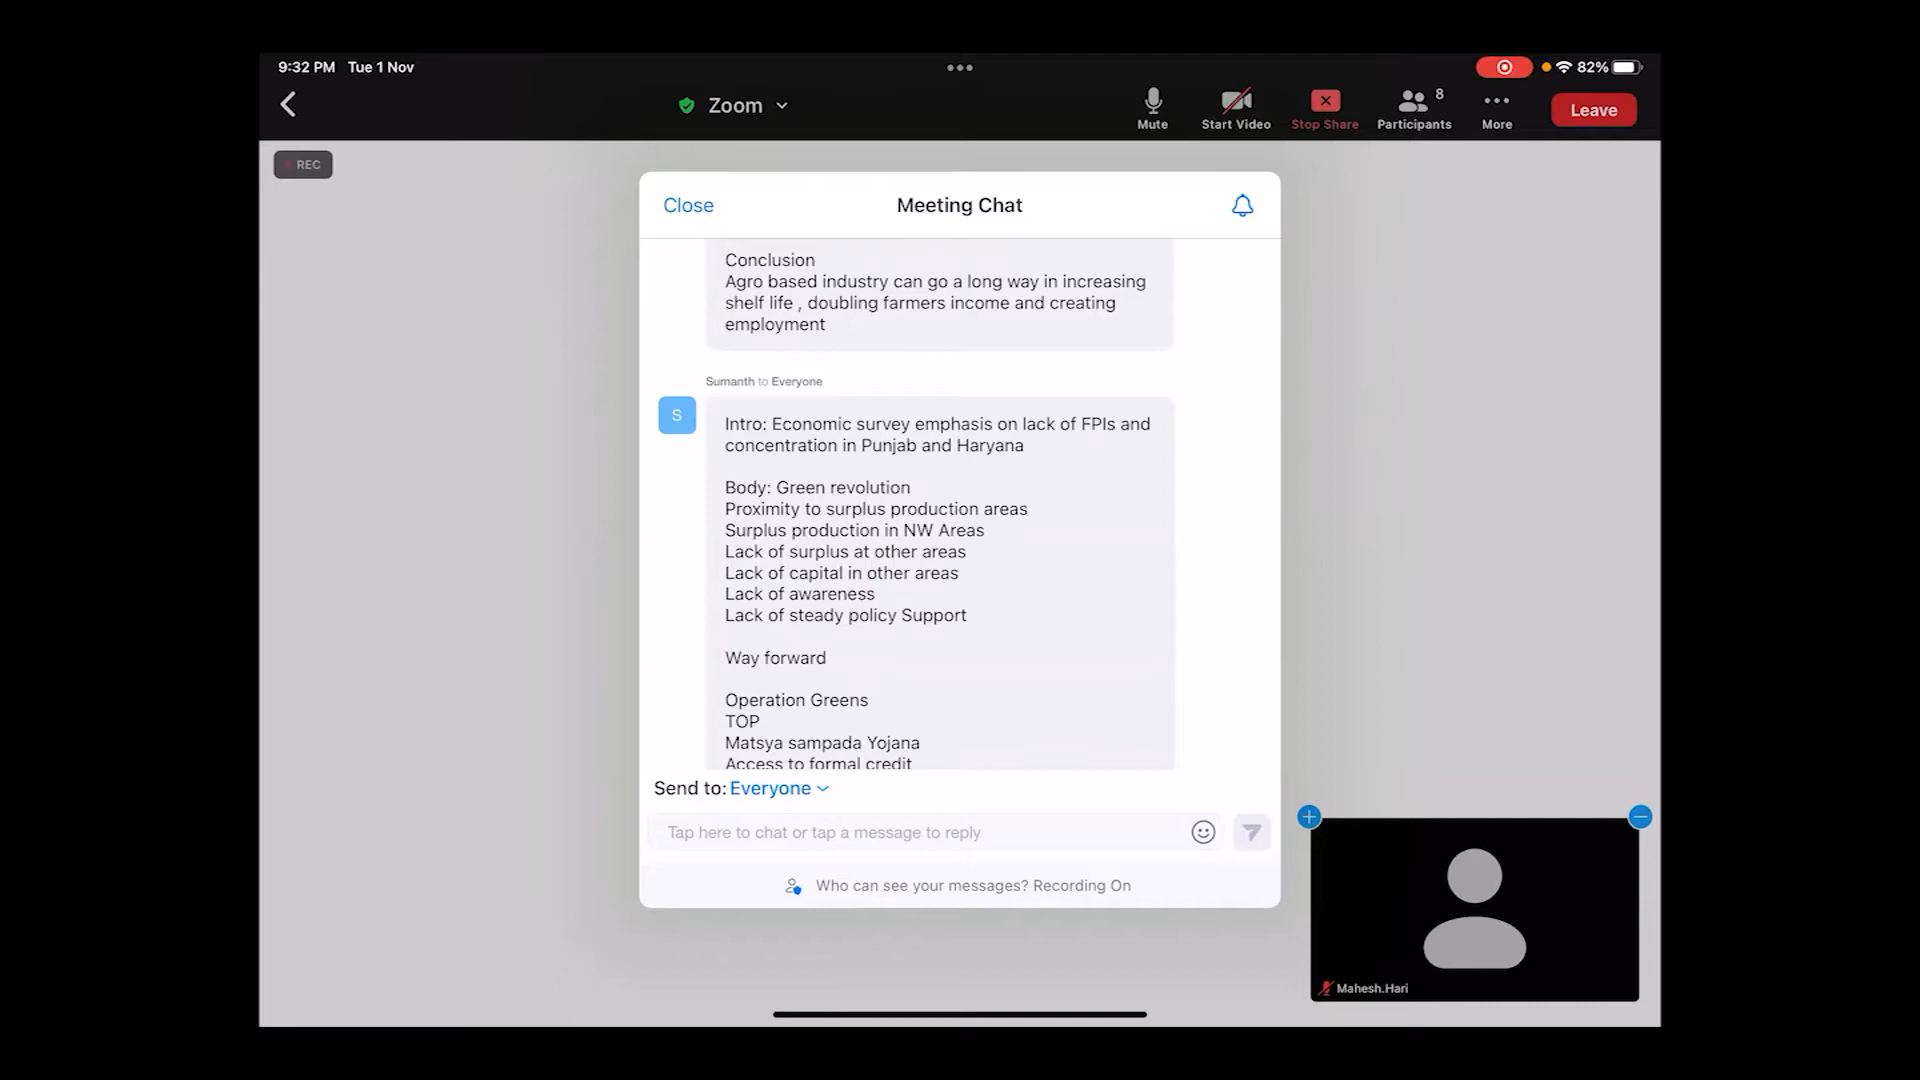 9:32 PM Tue 1 Nov
82%
Zoom
8
Mute
Start Video
Stop Share
Participants
More
Leave
REC
Close
Meeting Chat
Conclusion
Agro based industry can go a long way in increasing
shelf life , doubling farmers income and creating
employment
Sumanth to Everyone
S
Intro: Economic survey emphasis on lack of FPIs and
concentration in Punjab and Haryana
Body: Green revolution
Proximity to surplus production areas
Surplus production in NW Areas
Lack of surplus at other areas
Lack of capital in other areas
Lack of awareness
Lack of steady policy Support
Way forward
Operation Greens
TOP
Matsya sampada Yojana
Access to formal credit
Send to: Everyone
Tap here to chat or tap a message to reply
Who can see your messages? Recording On
Mahesh.Hari